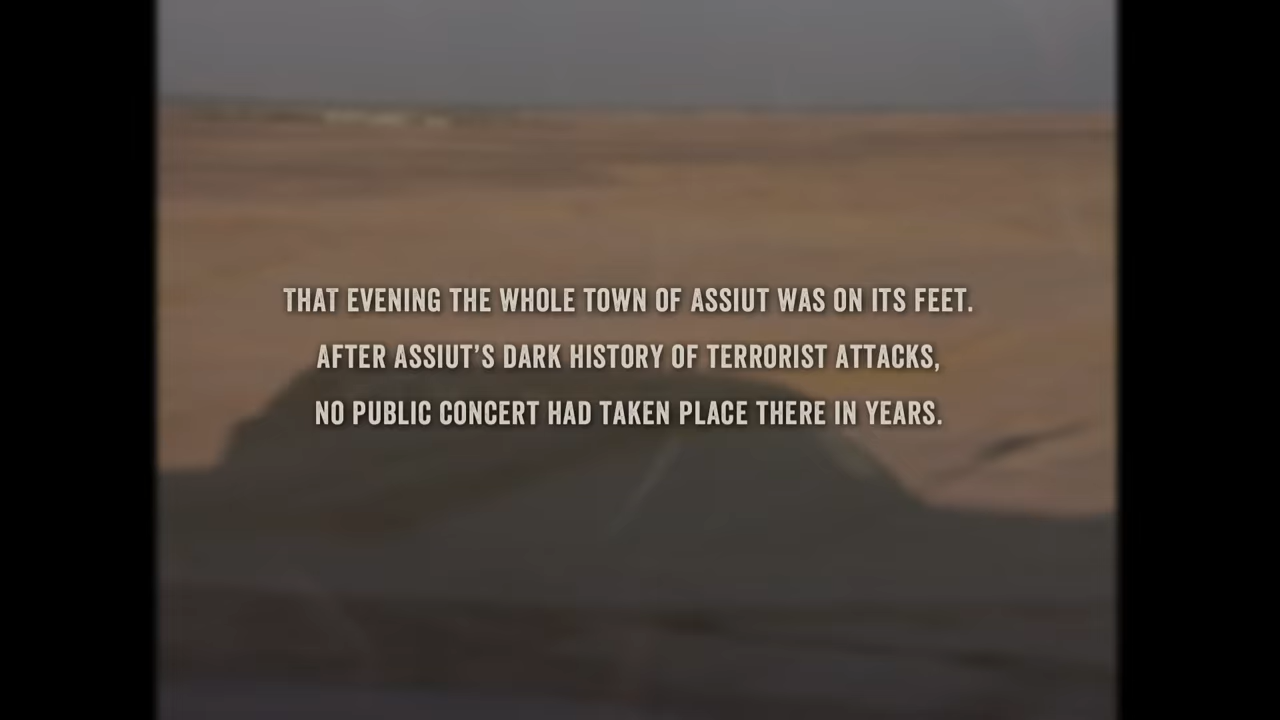 THAT EVENING THE WHOLE TOWN OF ASSIUT WAS ON ITS FEET.
AFTER ASSIUT'S DARK HISTORY OF TERRORIST ATTACKS,
NO PUBLIC CONCERT HAD TAKEN PLACE THERE IN YEARS.